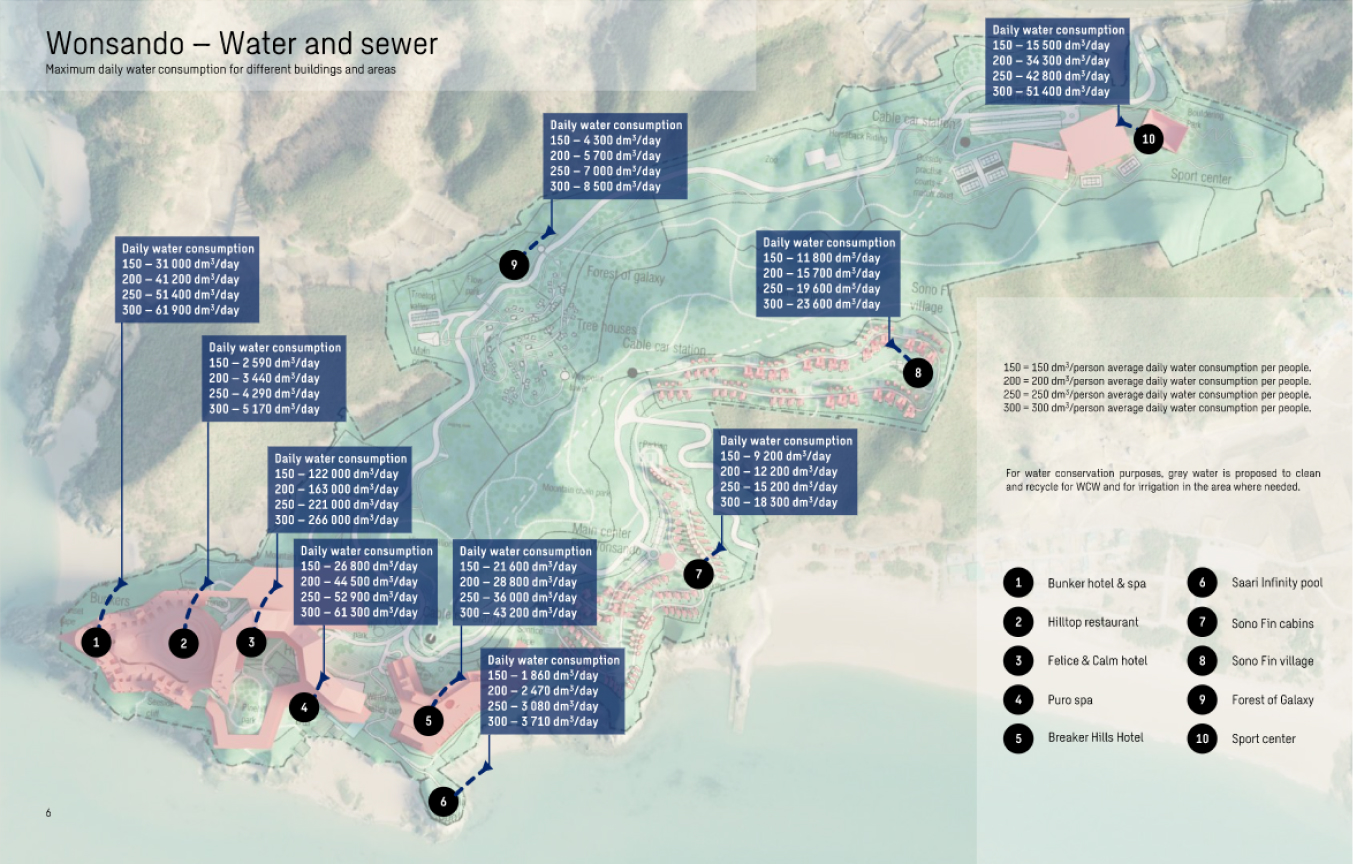 Wonsando – Water and sewer
Maximum daily water consumption for different buildings and areas
Daily water consumption
150 – 15 500 dm³/day
200 – 34 300 dm³/day
250 – 42 800 dm³/day
300 – 51 400 dm³/day
Daily water consumption
150 – 4 300 dm³/day
200 – 5 700 dm³/day
250 – 7 000 dm³/day
300 – 8 500 dm³/day
Daily water consumption
150 – 31 000 dm³/day
200 – 41 200 dm³/day
250 – 51 400 dm³/day
300 – 61 900 dm³/day
Daily water consumption
150 – 11 800 dm³/day
200 – 15 700 dm³/day
250 – 19 600 dm³/day
300 – 23 600 dm³/day
Daily water consumption
150 – 2 590 dm³/day
200 – 3 440 dm³/day
250 – 4 290 dm³/day
300 – 5 170 dm³/day
Daily water consumption
150 – 122 000 dm³/day
200 – 163 000 dm³/day
250 – 221 000 dm³/day
300 – 266 000 dm³/day
Daily water consumption
150 – 9 200 dm³/day
200 – 12 200 dm³/day
250 – 15 200 dm³/day
300 – 18 300 dm³/day
Daily water consumption
150 – 26 800 dm³/day
200 – 44 500 dm³/day
250 – 52 900 dm³/day
300 – 61 300 dm³/day
Daily water consumption
150 – 21 600 dm³/day
200 – 28 800 dm³/day
250 – 36 000 dm³/day
300 – 43 200 dm³/day
Daily water consumption
150 – 1 860 dm³/day
200 – 2 470 dm³/day
250 – 3 080 dm³/day
300 – 3 710 dm³/day
Cable car station
Horseback Riding
Zoo
Outside
practice
Sport center
Park
10
9
Forest of galaxy
Tree houses
Cable car station
Main
Sono F
village
8
Main center
Wonsando
7
Bunkers
park
1
2
3
4
5
6
150 = 150 dm³/person average daily water consumption per people.
200 = 200 dm³/person average daily water consumption per people.
250 = 250 dm³/person average daily water consumption per people.
300 = 300 dm³/person average daily water consumption per people.
For water conservation purposes, grey water is proposed to clean
and recycle for WCW and for irrigation in the area where needed.
1 Bunker hotel & spa
2 Hilltop restaurant
3 Felice & Calm hotel
4 Puro spa
5 Breaker Hills Hotel
6 Saari Infinity pool
7 Sono Fin cabins
8 Sono Fin village
9 Forest of Galaxy
10 Sport center
6